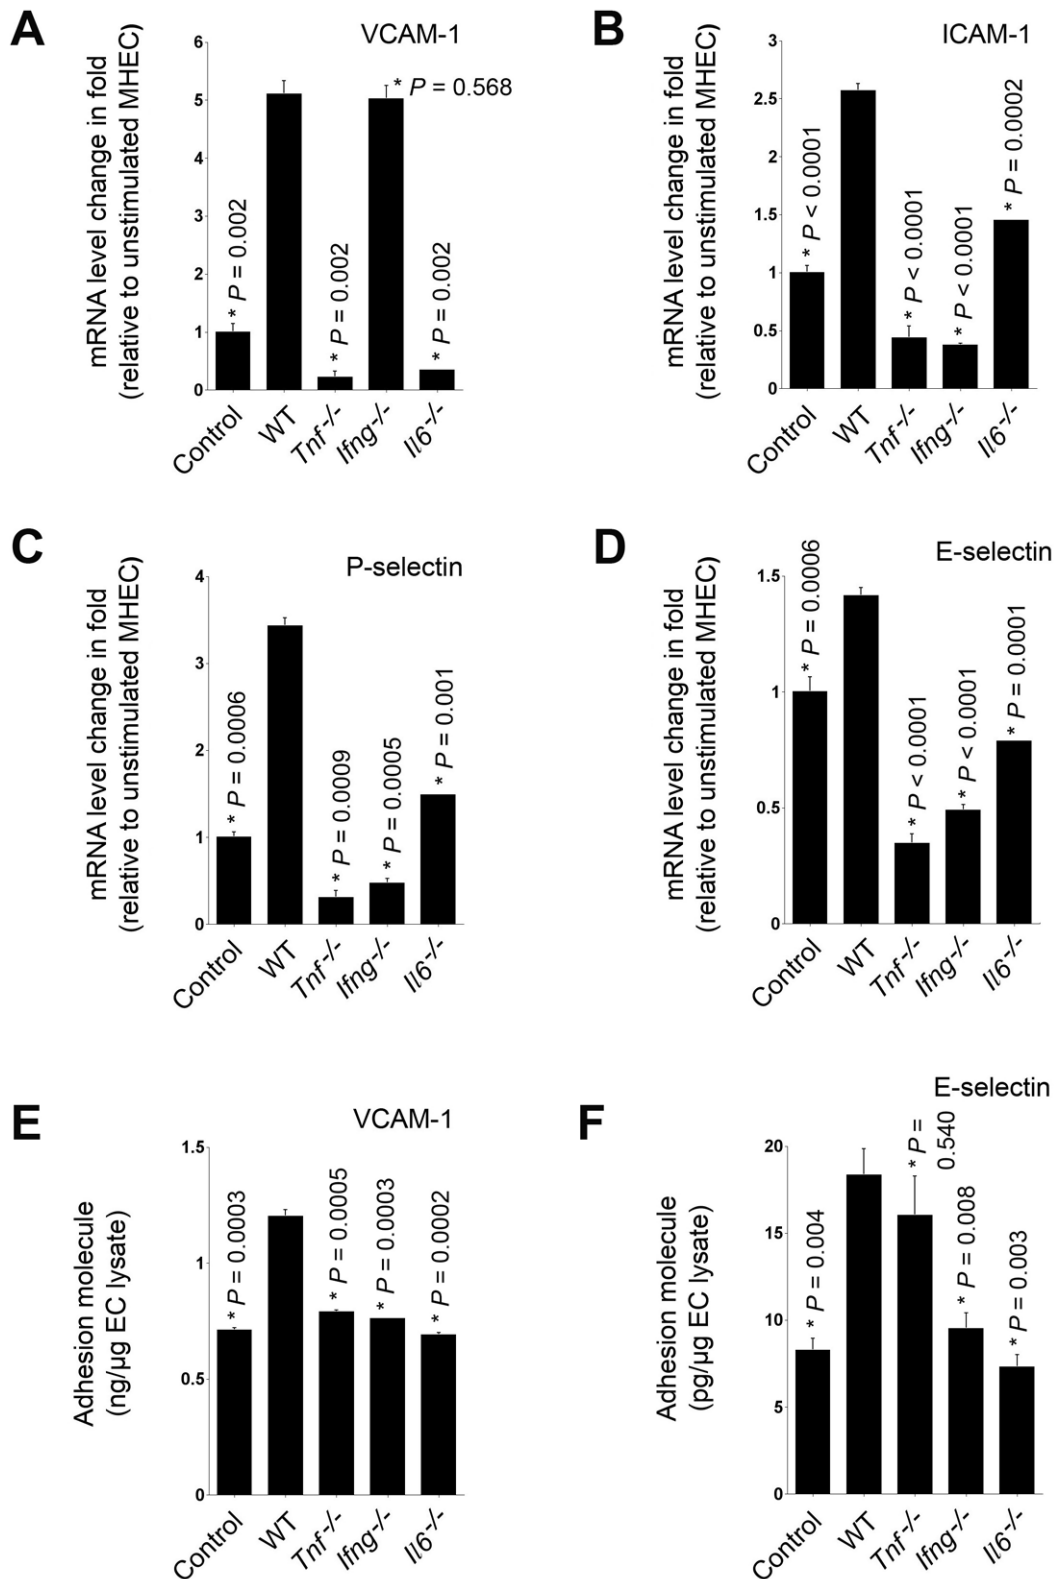 A
VCAM-1
mRNA level change in fold
(relative to unstimulated MHEC)
6
5
4
3
2
1
0
* P = 0.002
* P = 0.002
* P = 0.568
* P = 0.002
Control
WT
Tnf-/-
Ifng-/-
Il6-/-
B
ICAM-1
mRNA level change in fold
(relative to unstimulated MHEC)
3
2.5
2
1.5
1
0.5
0
* P < 0.0001
* P < 0.0001
* P < 0.0001
* P = 0.0002
Control
WT
Tnf-/-
Ifng-/-
Il6-/-
C
P-selectin
mRNA level change in fold
(relative to unstimulated MHEC)
4
3
2
1
0
* P = 0.0006
* P = 0.0009
* P = 0.0005
* P = 0.001
Control
WT
Tnf-/-
Ifng-/-
Il6-/-
D
E-selectin
mRNA level change in fold
(relative to unstimulated MHEC)
1.5
1
0.5
0
* P = 0.0006
* P < 0.0001
* P < 0.0001
* P = 0.0001
Control
WT
Tnf-/-
Ifng-/-
Il6-/-
E
VCAM-1
Adhesion molecule
(ng/µg EC lysate)
1.5
1
0.5
0
* P = 0.0003
* P = 0.0005
* P = 0.0003
* P = 0.0002
Control
WT
Tnf-/-
Ifng-/-
Il6-/-
F
E-selectin
Adhesion molecule
(pg/µg EC lysate)
20
15
10
5
0
* P = 0.004
* P =
0.540
* P = 0.008
* P = 0.003
Control
WT
Tnf-/-
Ifng-/-
Il6-/-